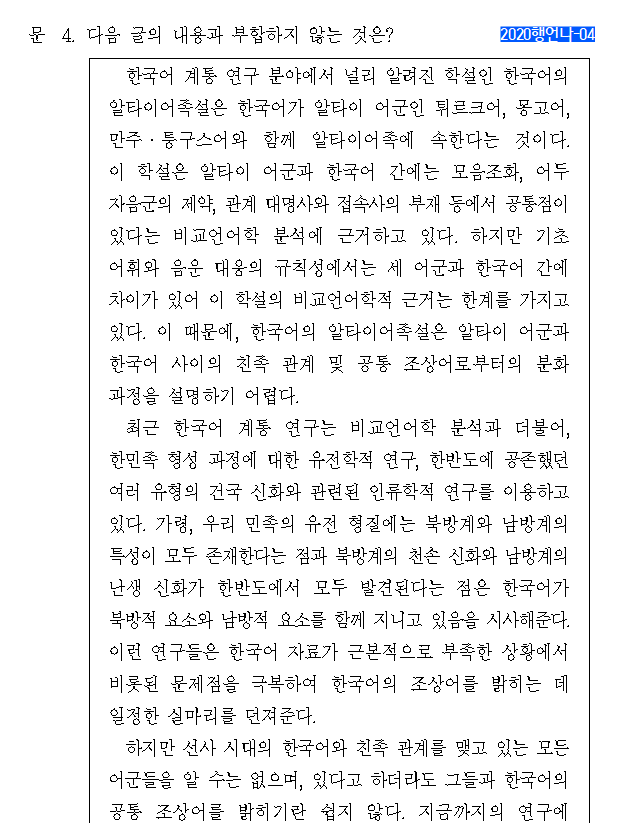 문 4. 다음 글의 내용과 부합하지 않는 것은?
2020행언나-04
한국어 계통 연구 분야에서 널리 알려진 학설인 한국어의
알타이어족설은 한국어가 알타이 어군인 튀르크어, 몽고어,
만주·퉁구스어와 함께 알타이어족에 속한다는 것이다.
이 학설은 알타이 어군과 한국어 간에는 모음조화, 어두
자음군의 제약, 관계 대명사와 접속사의 부재 등에서 공통점이
있다는 비교언어학 분석에 근거하고 있다. 하지만 기초
어휘와 음운 대응의 규칙성에서는 세 어군과 한국어 간에
차이가 있어 이 학설의 비교언어학적 근거는 한계를 가지고
있다. 이 때문에, 한국어의 알타이어족설은 알타이 어군과
한국어 사이의 친족 관계 및 공통 조상어로부터의 분화
과정을 설명하기 어렵다.
최근 한국어 계통 연구는 비교언어학 분석과 더불어,
한민족 형성 과정에 대한 유전학적 연구, 한반도에 공존했던
여러 유형의 건국 신화와 관련된 인류학적 연구를 이용하고
있다. 가령, 우리 민족의 유전 형질에는 북방계와 남방계의
특성이 모두 존재한다는 점과 북방계의 천손 신화와 남방계의
난생 신화가 한반도에서 모두 발견된다는 점은 한국어가
북방적 요소와 남방적 요소를 함께 지니고 있음을 시사해준다.
이런 연구들은 한국어 자료가 근본적으로 부족한 상황에서
비롯된 문제점을 극복하여 한국어의 조상어를 밝히는 데
일정한 실마리를 던져준다.
하지만 선사 시대의 한국어와 친족 관계를 맺고 있는 모든
어군들을 알 수는 없으며, 있다고 하더라도 그들과 한국어의
공통 조상어를 밝히기란 쉽지 않다. 지금까지의 연구에